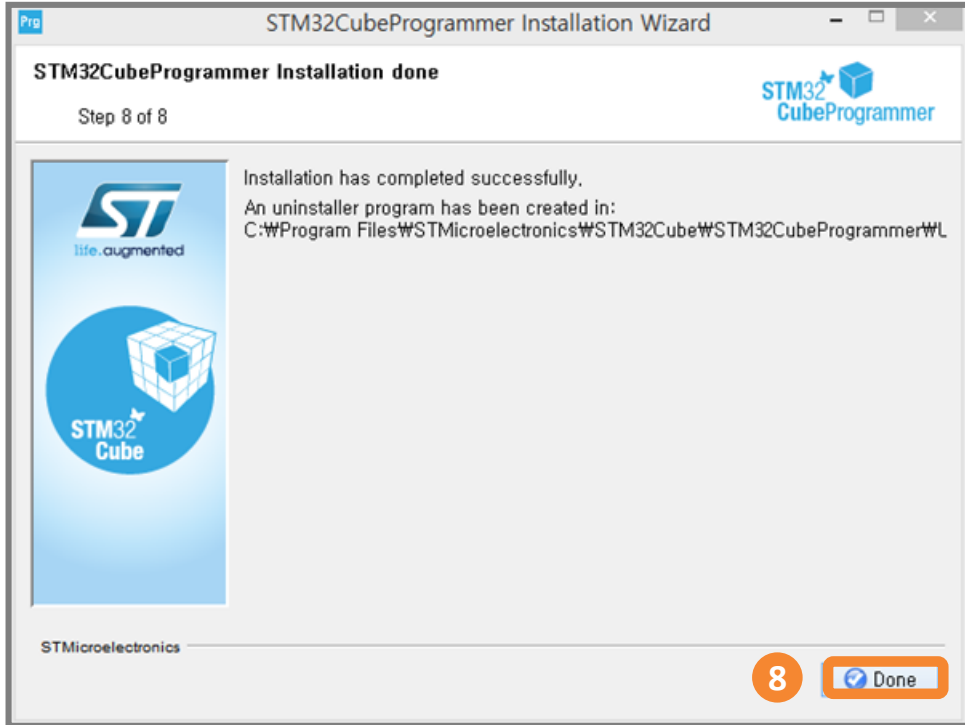 Prg
STM32CubeProgrammer Installation Wizard
STM32CubeProgrammer Installation done
Step 8 of 8
STM32
CubeProgrammer
ST
life.augmented
STM32
Cube
Installation has completed successfully.
An uninstaller program has been created in:
C:₩Program Files₩STMicroelectronics₩STM32Cube₩STM32CubeProgrammer₩L
STMicroelectronics
8
Done